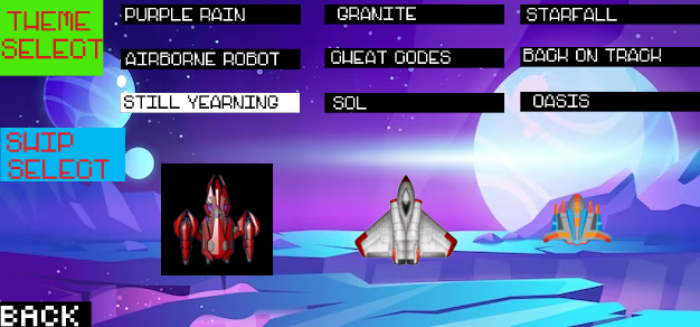 THEME
SELECT
PURPLE RAIN
GRANITE
STARFALL
AIRBORNE ROBOT
CHEAT CODES
BACK ON TRACK
STILL YEARNING
SOL
OASIS
SHIP
SELECT
BACK